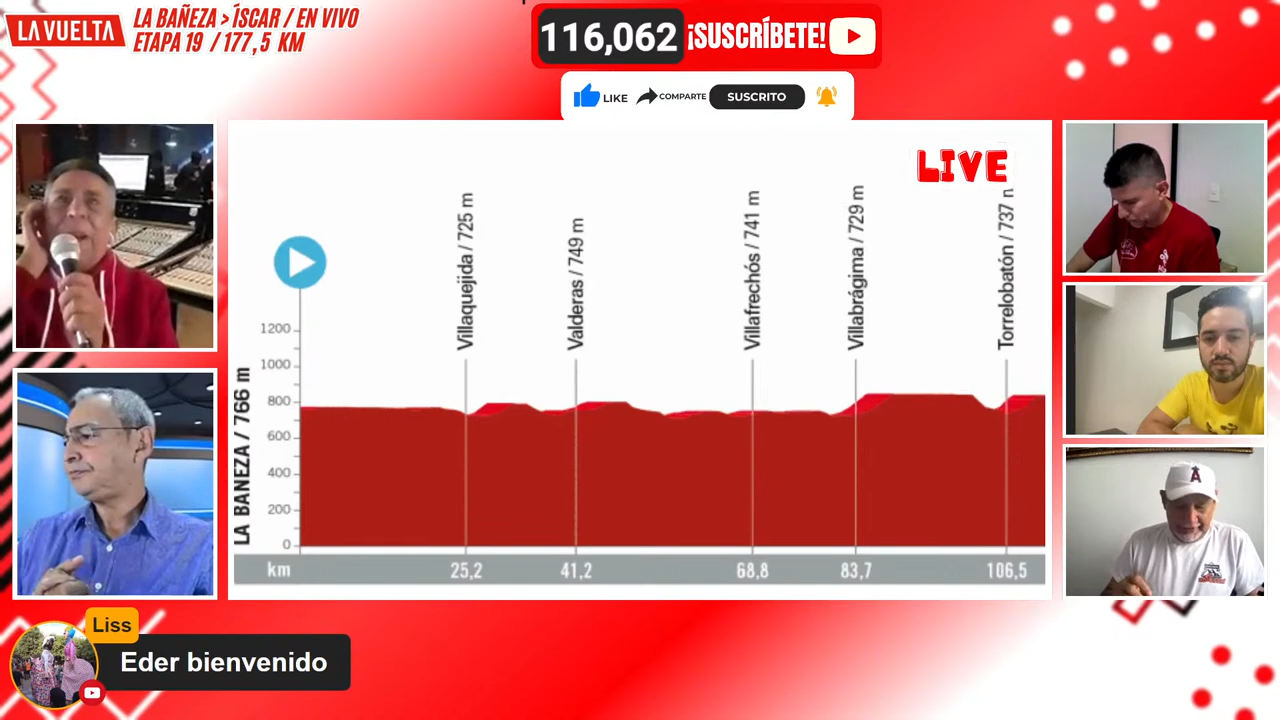 LA VUELTA
LA BAÑEZA > ÍSCAR / EN VIVO
ETAPA 19 / 177,5 KM
116,062
¡SUSCRÍBETE!
LIKE
COMPARTE
SUSCRITO
LIVE
Villaquejida / 725 m
Valderas / 749 m
Villafrechós / 741 m
Villabrágima / 729 m
Torrelobatón / 737 m
LA BAÑEZA / 766 m
1200
1000
800
600
400
200
0
km 25,2 41,2 68,8 83,7 106,5
A
Liss
Eder bienvenido